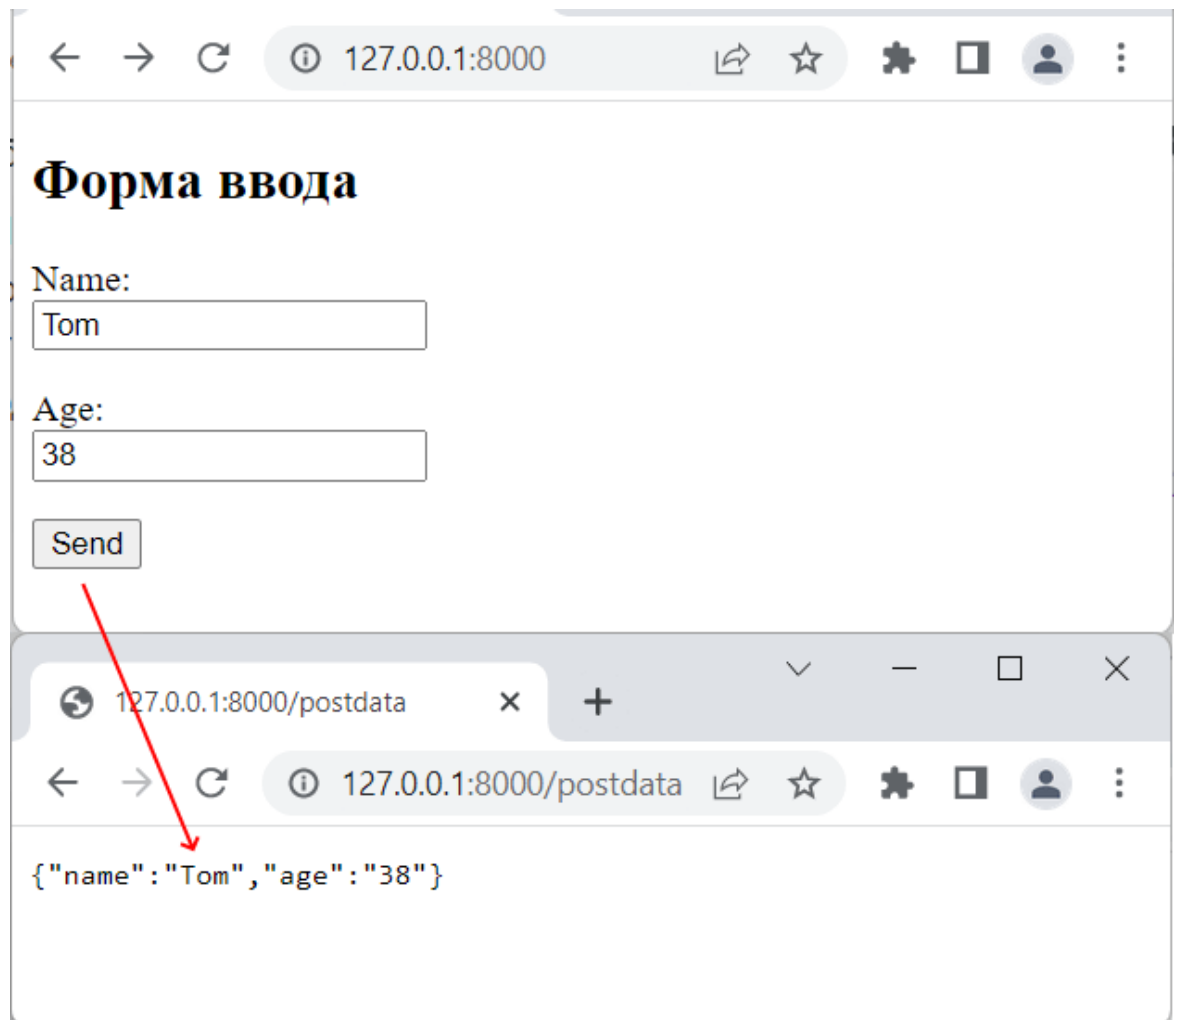 127.0.0.1:8000
Форма ввода
Name:
Tom
Age:
38
Send
127.0.0.1:8000/postdata
127.0.0.1:8000/postdata
{"name":"Tom","age":"38"}